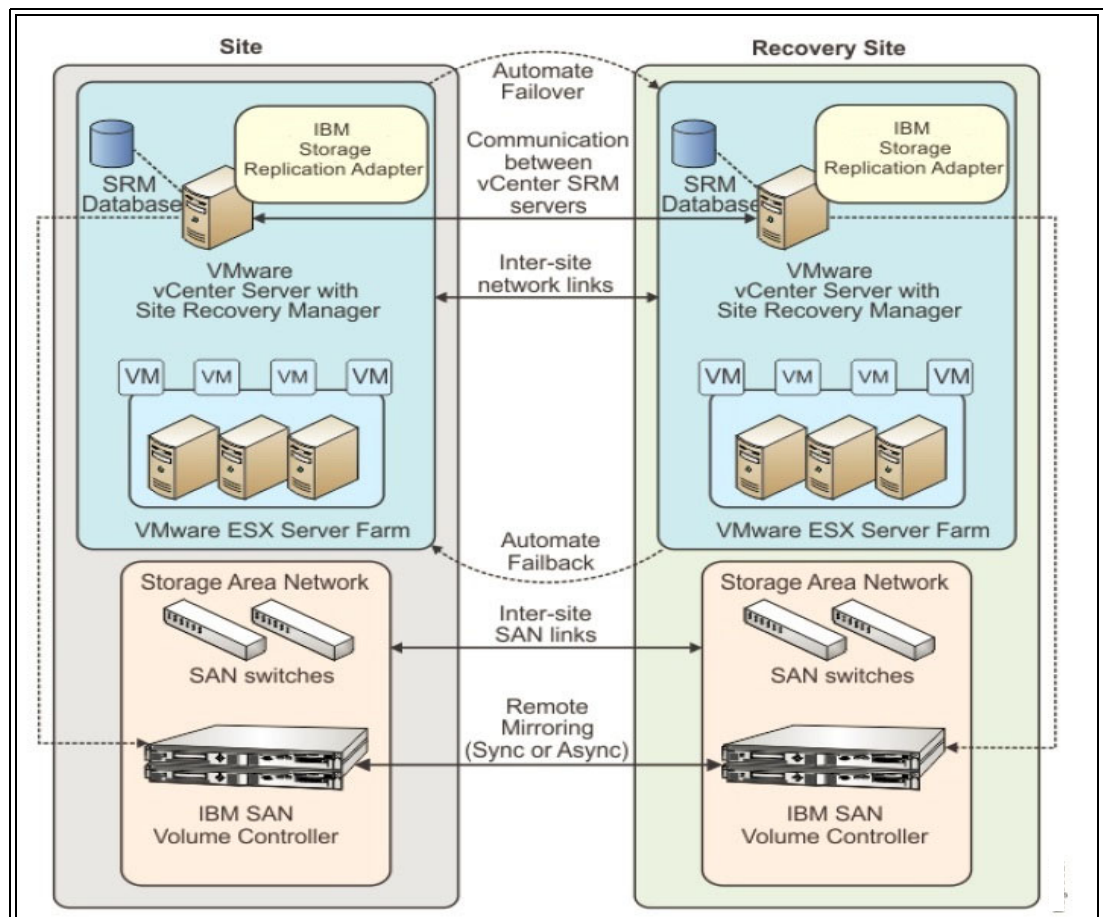 Site
Recovery Site
Automate
Failover
IBM
Storage
Replication Adapter
SRM
Database
VMware
vCenter Server with
Site Recovery Manager
VM
VM
VM
VM
VMware ESX Server Farm
Storage Area Network
SAN switches
IBM SAN
Volume Controller
Communication
between
vCenter SRM
servers
Inter-site
network links
Automate
Failback
Inter-site
SAN links
Remote
Mirroring
(Sync or Async)
IBM
Storage
Replication Adapter
SRM
Database
VMware
vCenter Server with
Site Recovery Manager
VM
VM
VM
VM
VMware ESX Server Farm
Storage Area Network
SAN switches
IBM SAN
Volume Controller